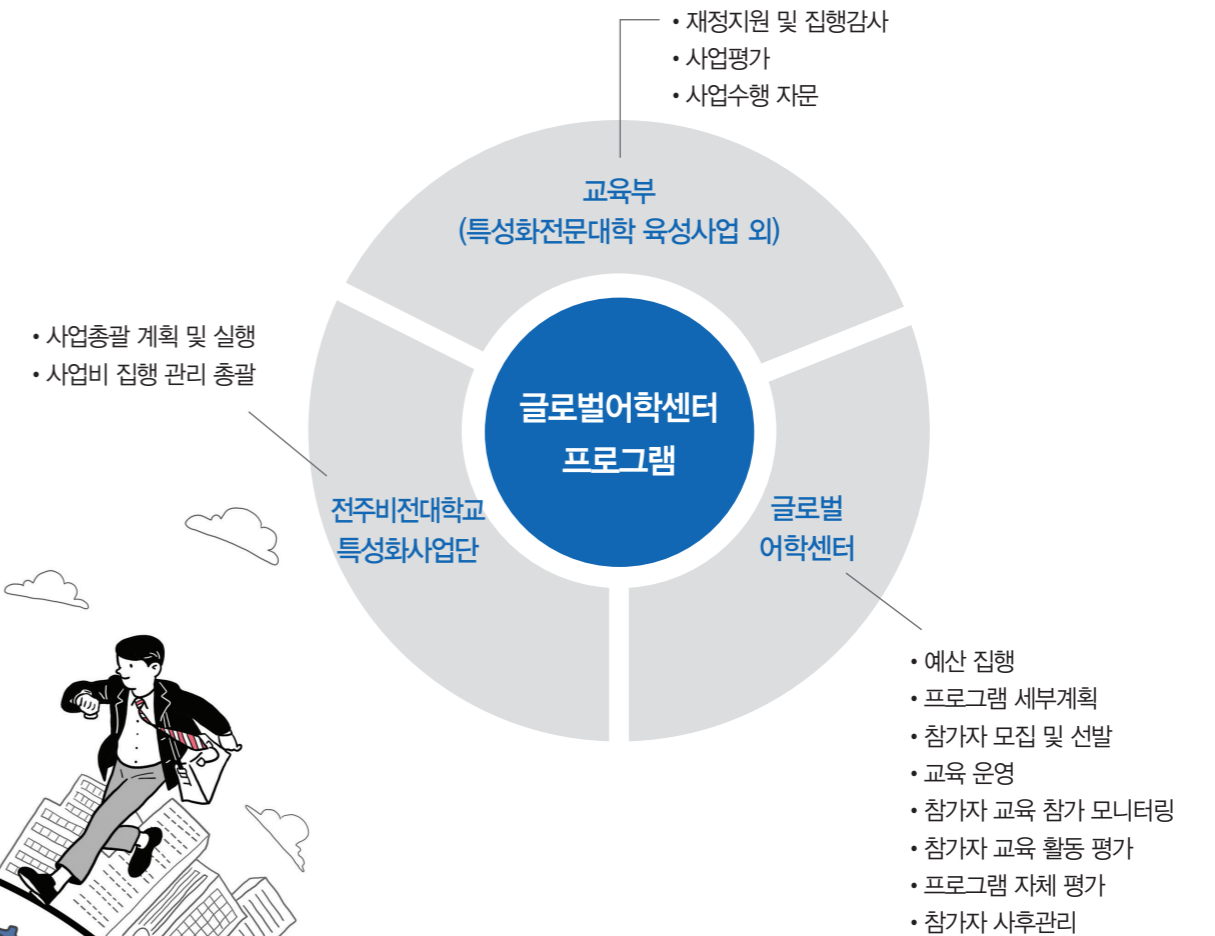 • 재정지원 및 집행감사
• 사업평가
• 사업수행 자문
교육부
(특성화전문대학 육성사업 외)
• 사업총괄 계획 및 실행
• 사업비 집행 관리 총괄
글로벌어학센터
프로그램
전주비전대학교
특성화사업단
글로벌
어학센터
• 예산 집행
• 프로그램 세부계획
• 참가자 모집 및 선발
• 교육 운영
• 참가자 교육 참가 모니터링
• 참가자 교육 활동 평가
• 프로그램 자체 평가
• 참가자 사후관리